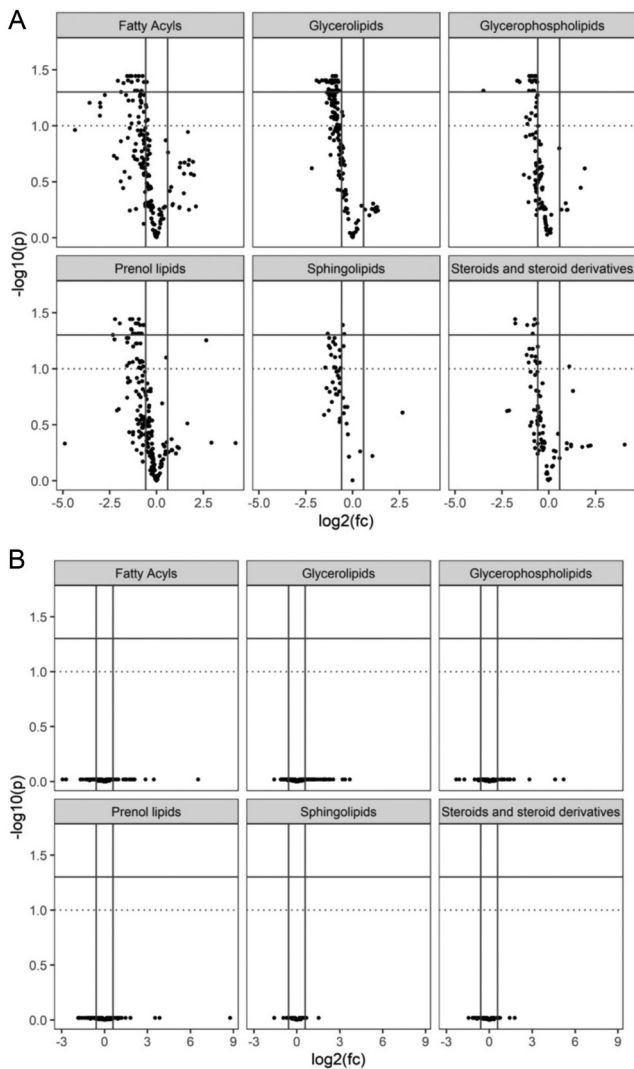 A
Fatty Acyls Glycerolipids Glycerophospholipids
1.5
1.0
0.5
0.0
Prenol lipids Sphingolipids Steroids and steroid derivatives
1.5
1.0
0.5
0.0
-log10(p)
-5.0 -2.5 0.0 2.5 -5.0 -2.5 0.0 2.5 -5.0 -2.5 0.0 2.5
log2(fc)
B
Fatty Acyls Glycerolipids Glycerophospholipids
1.5
1.0
0.5
0.0
Prenol lipids Sphingolipids Steroids and steroid derivatives
1.5
1.0
0.5
0.0
-log10(p)
-3 0 3 6 9 -3 0 3 6 9 -3 0 3 6 9
log2(fc)